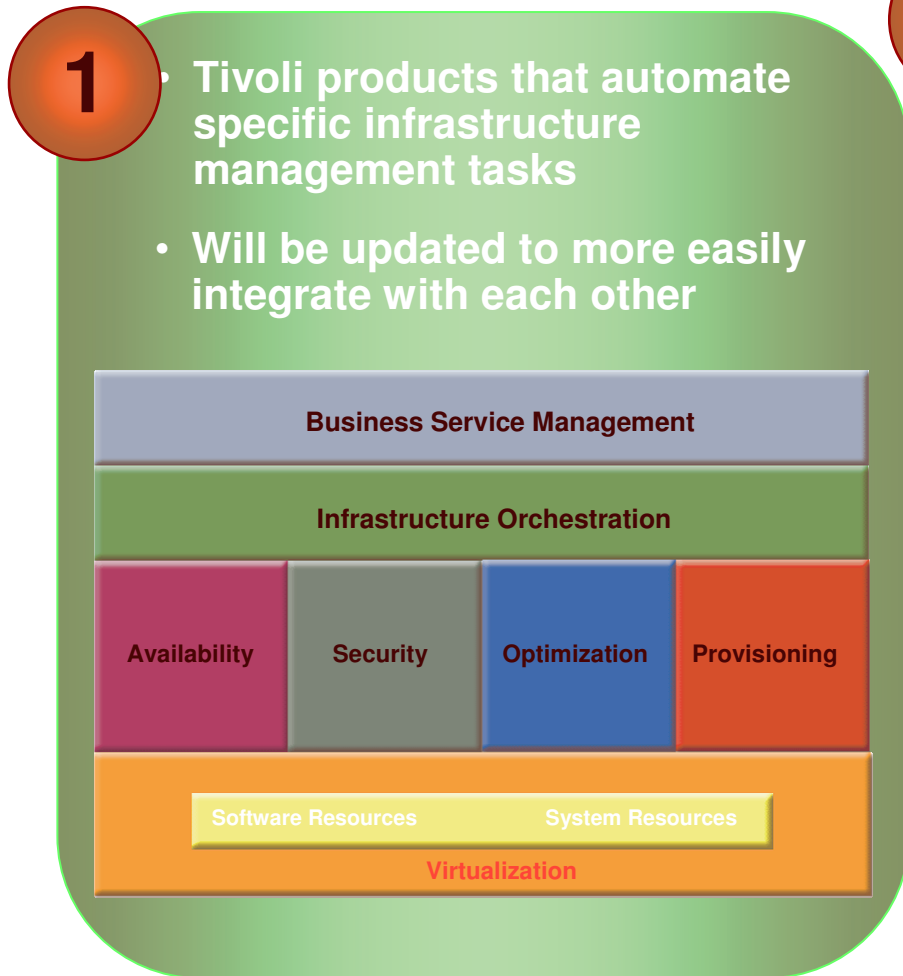 1
• Tivoli products that automate
specific infrastructure
management tasks
• Will be updated to more easily
integrate with each other
Business Service Management
Infrastructure Orchestration
Availability
Security
Optimization
Provisioning
Software Resources
System Resources
Virtualization